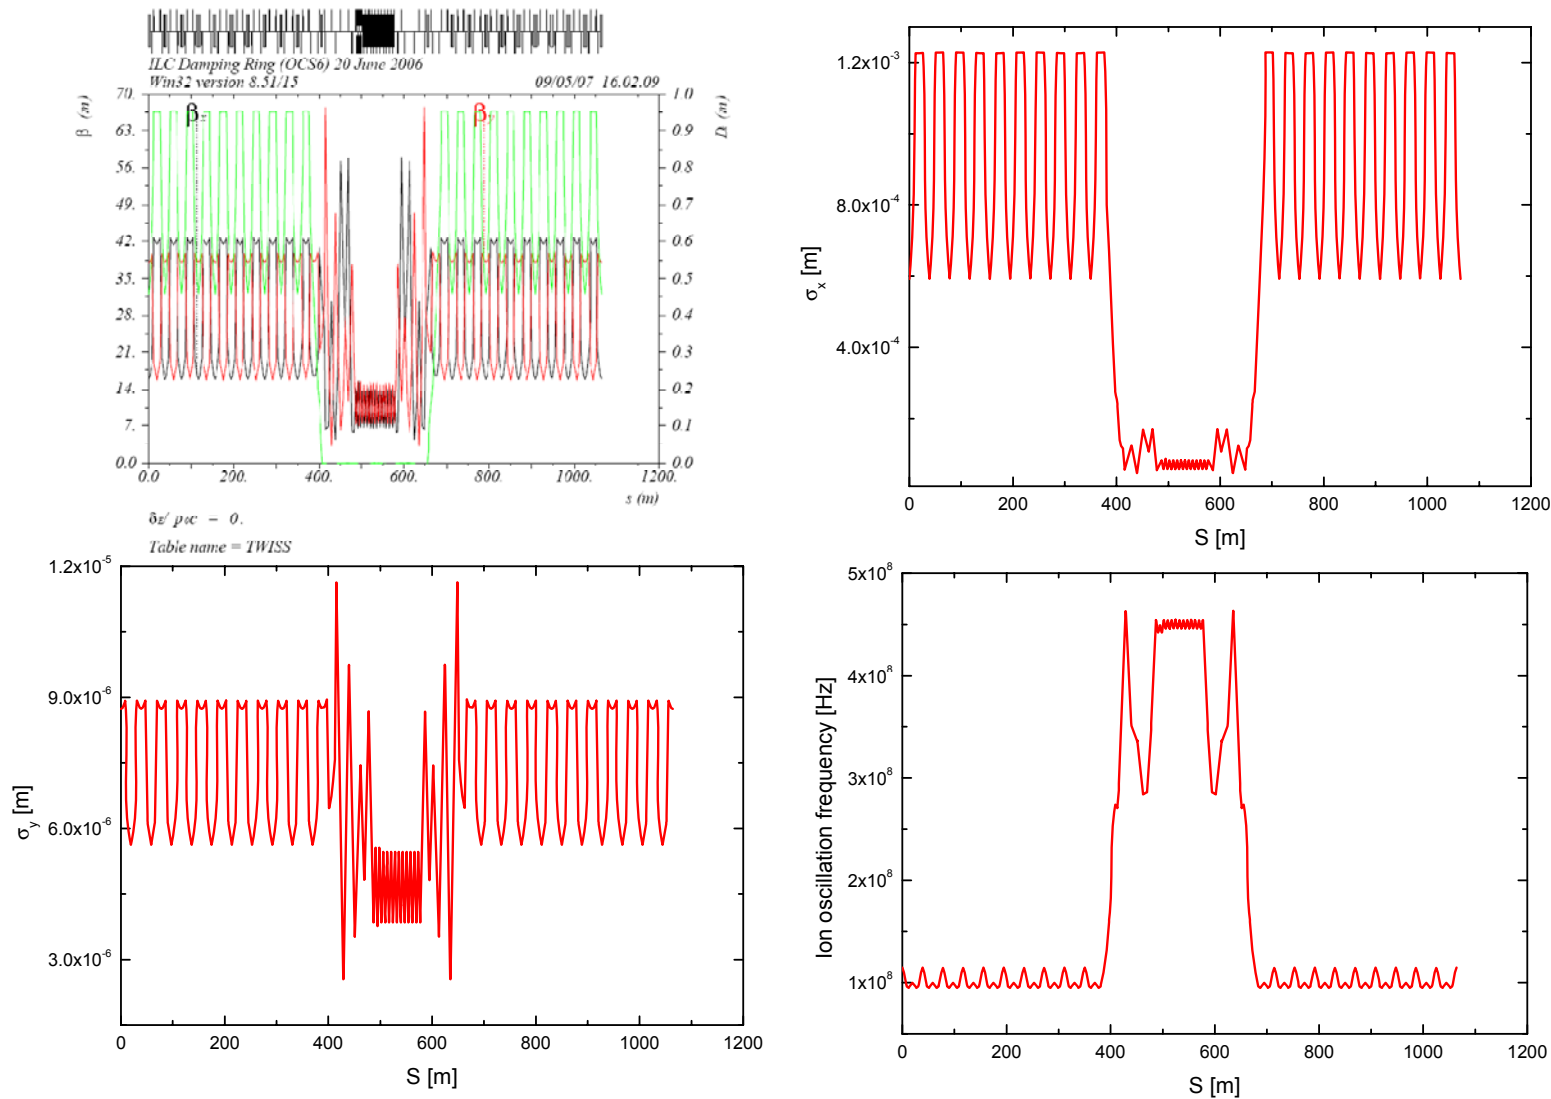 ILC Damping Ring (OCS6) 20 June 2006
Win32 version 8.51/15 09/05/07 16.02.09
β (m)
70.
63.
56.
49.
42.
35.
28.
21.
14.
7.
0.0
β
β
1.0
0.9
0.8
0.7
0.6
0.5
0.4
0.3
0.2
0.1
0.0
D (m)
0.0 200. 400. 600. 800. 1000. 1200.
s (m)
Table name = TWISS
σx [m]
1.2x10-3
8.0x10-4
4.0x10-4
0 200 400 600 800 1000 1200
S [m]
σy [m]
1.2x10-5
9.0x10-6
6.0x10-6
3.0x10-6
0 200 400 600 800 1000 1200
S [m]
Ion oscillation frequency [Hz]
5x108
4x108
3x108
2x108
1x108
0 200 400 600 800 1000 1200
S [m]